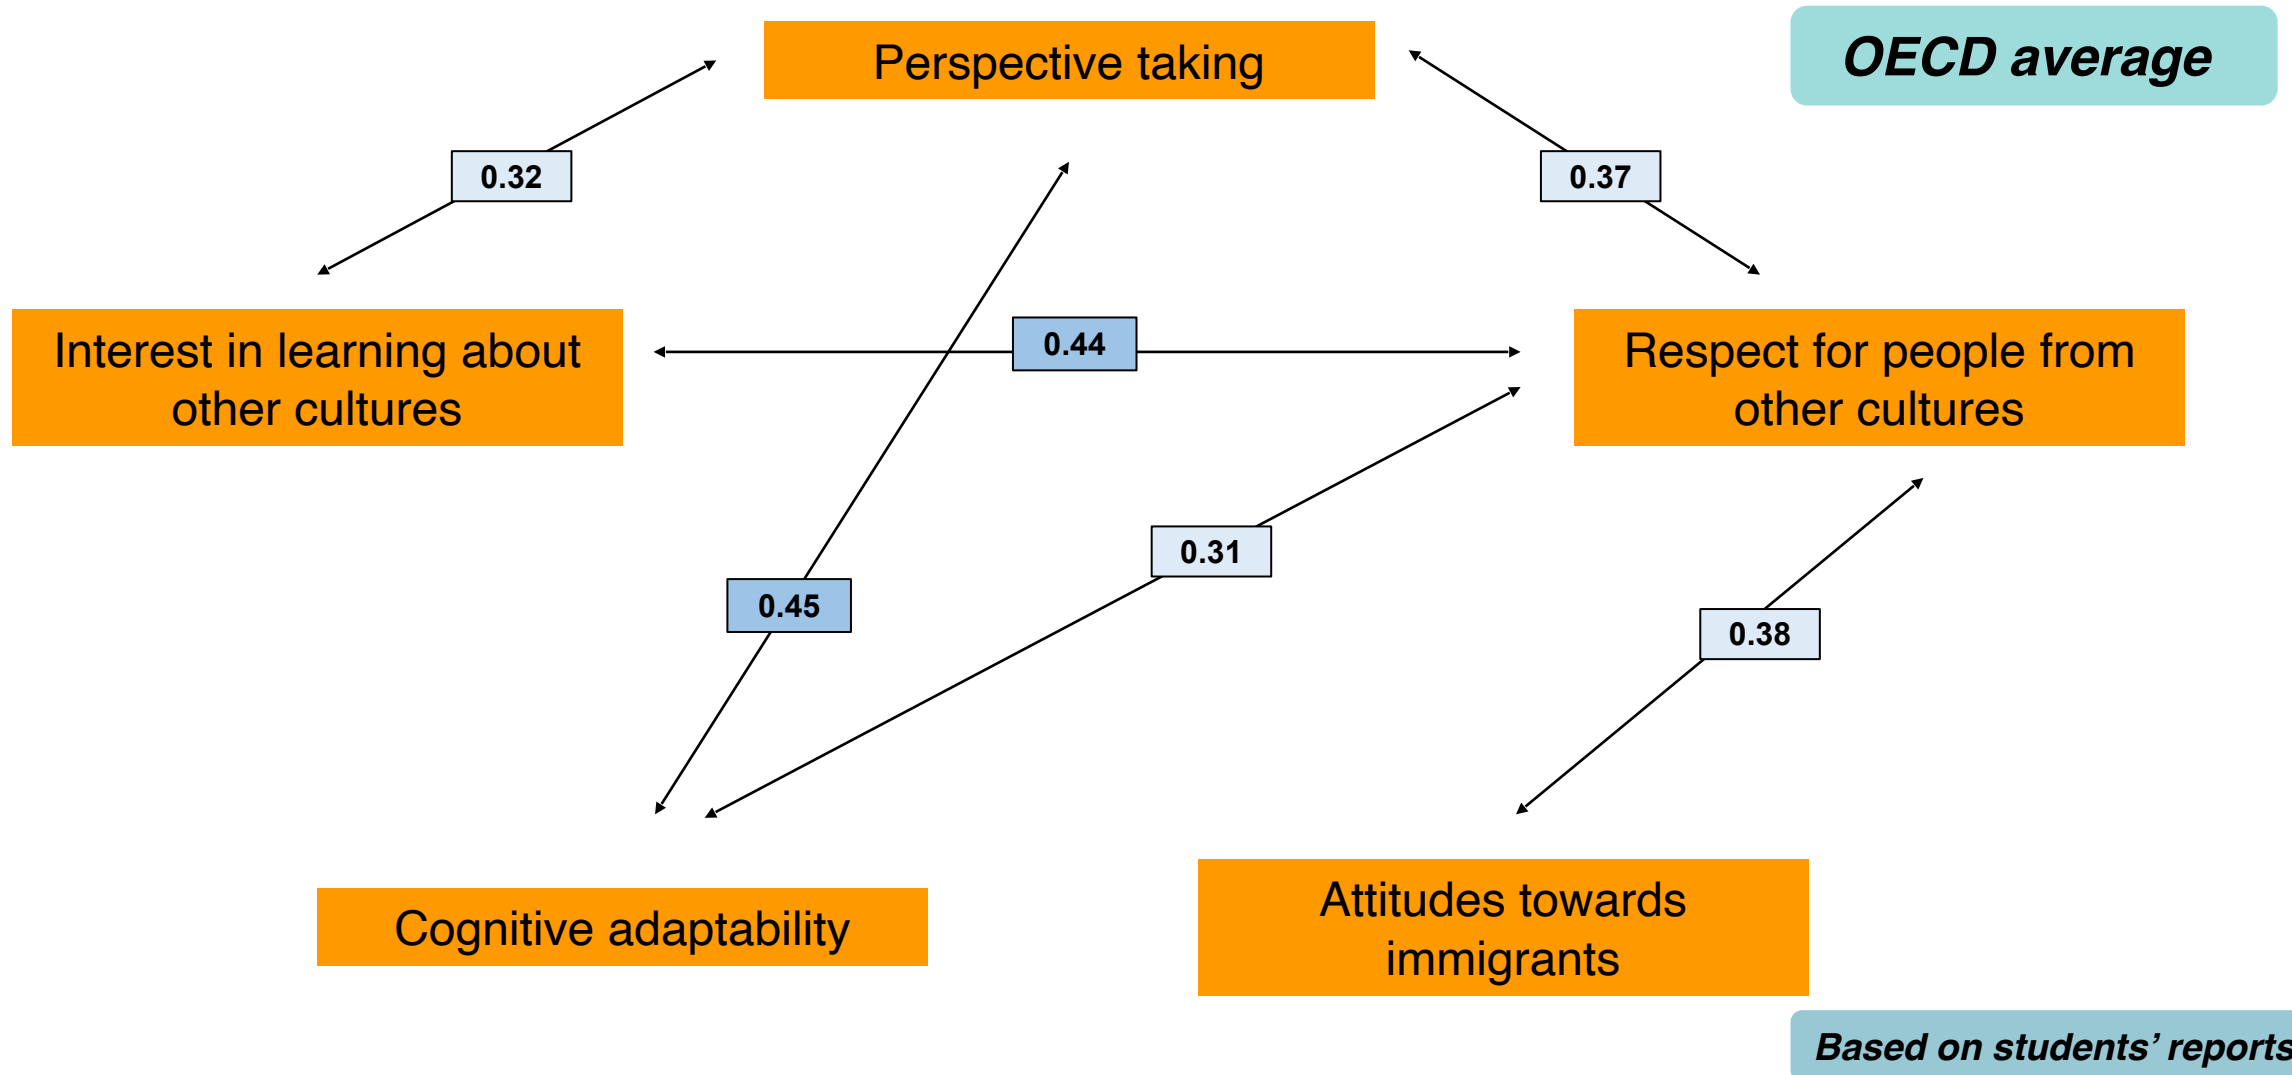 Perspective taking
OECD average
0.32
0.37
Interest in learning about
other cultures
0.44
Respect for people from
other cultures
0.31
0.45
0.38
Cognitive adaptability
Attitudes towards
immigrants
Based on students’ reports